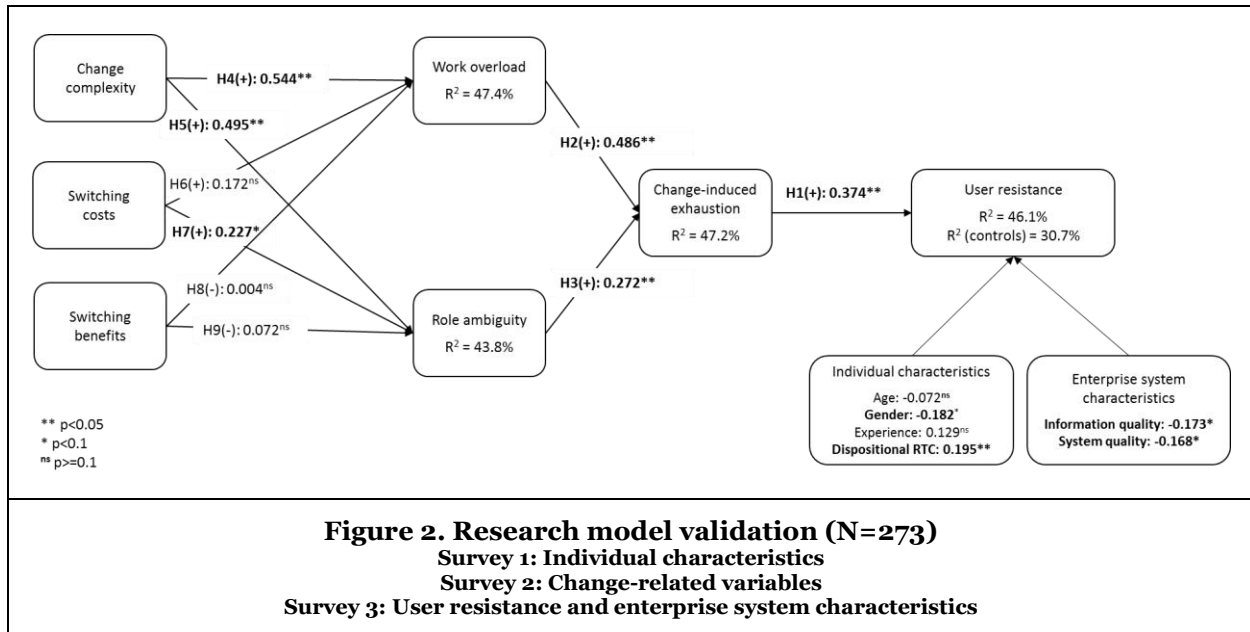 Change
complexity
H4(+): 0.544**
Work overload
R² = 47.4%
H5(+): 0.495**
H2(+): 0.486**
Switching
costs
H6(+): 0.172ns
H7(+): 0.227*
Change-induced
exhaustion
R² = 47.2%
H1(+): 0.374**
User resistance
R² = 46.1%
R² (controls) = 30.7%
H3(+): 0.272**
Switching
benefits
H8(-): 0.004ns
H9(-): 0.072ns
Role ambiguity
R² = 43.8%
Individual characteristics
Age: -0.072ns
Gender: -0.182*
Experience: 0.129ns
Dispositional RTC: 0.195**
Enterprise system
characteristics
Information quality: -0.173*
System quality: -0.168*
** p<0.05
* p<0.1
ns p>=0.1
Figure 2. Research model validation (N=273)
Survey 1: Individual characteristics
Survey 2: Change-related variables
Survey 3: User resistance and enterprise system characteristics